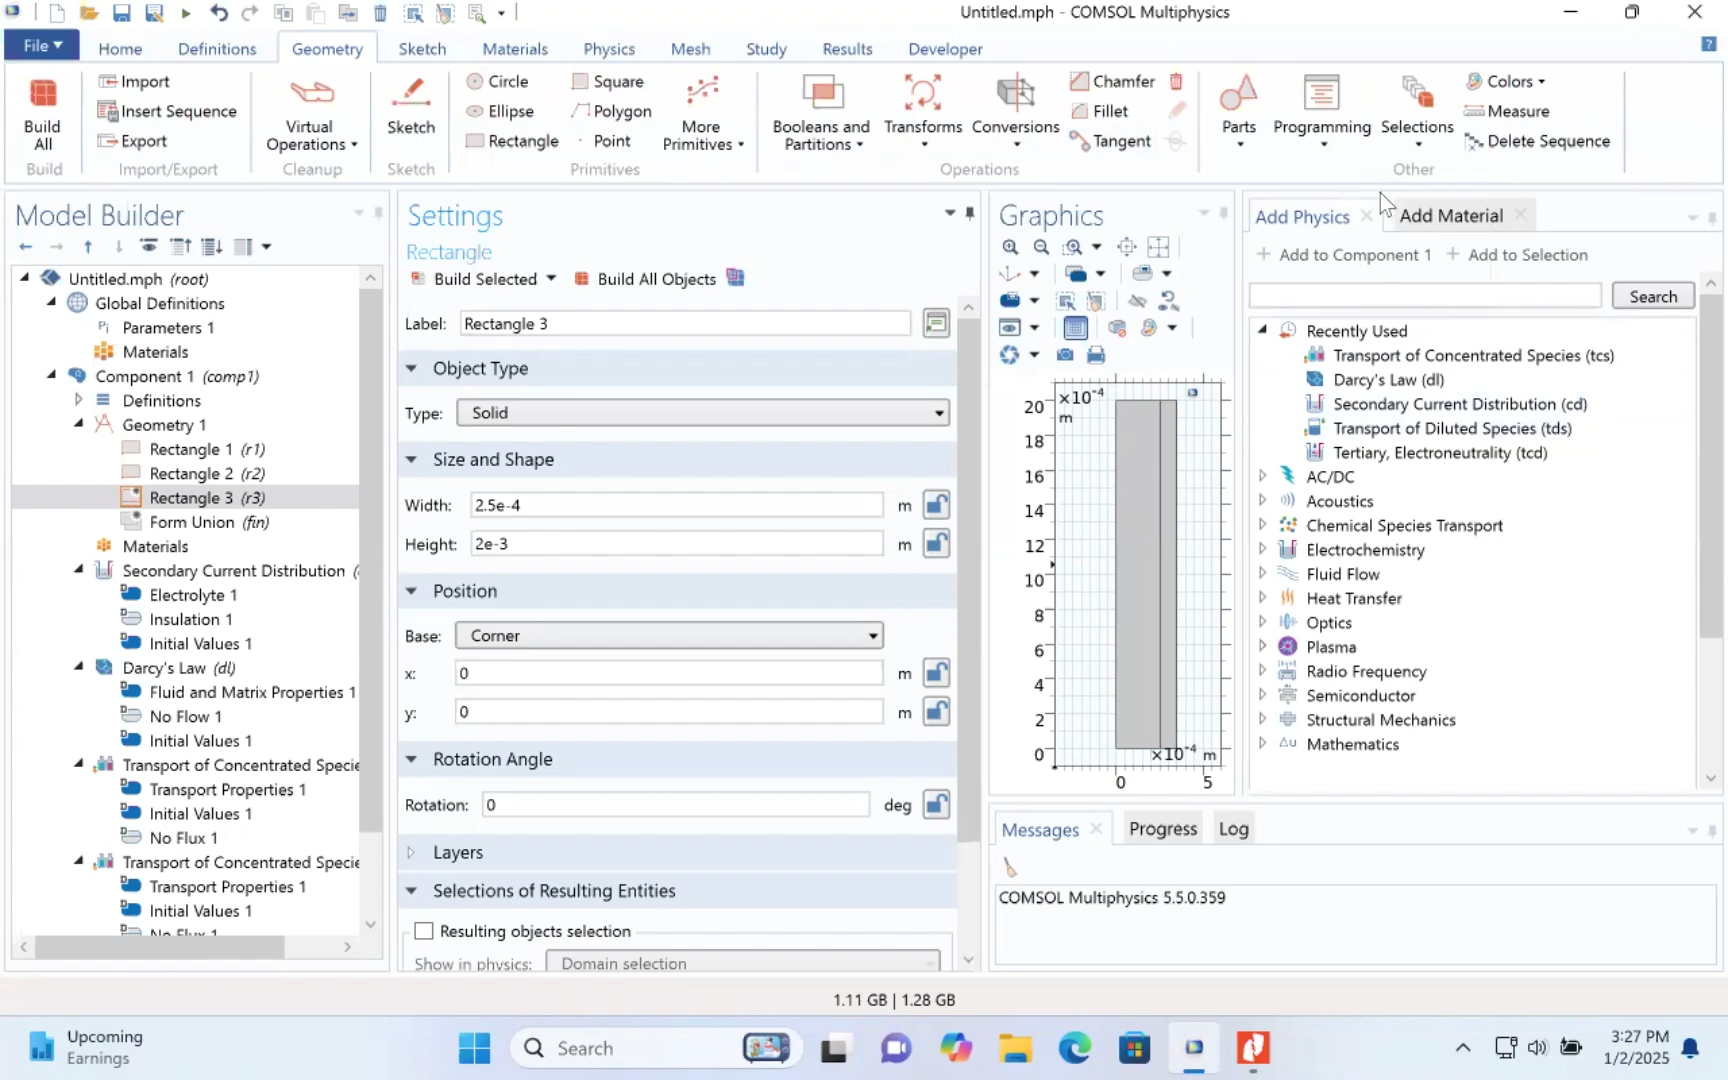 Untitled.mph - COMSOL Multiphysics
File Home Definitions Geometry Sketch Materials Physics Mesh Study Results Developer
Build All
Build
Import
Insert Sequence
Export
Import/Export
Virtual Operations
Cleanup
Sketch
Sketch
Circle
Ellipse
Rectangle
Square
Polygon
Point
More Primitives
Primitives
Booleans and Partitions
Transforms
Conversions
Chamfer
Fillet
Tangent
Operations
Parts
Programming
Selections
Colors
Measure
Delete Sequence
Other
Model Builder
Untitled.mph (root)
Global Definitions
Pi Parameters 1
Materials
Component 1 (comp1)
Definitions
Geometry 1
Rectangle 1 (r1)
Rectangle 2 (r2)
Rectangle 3 (r3)
Form Union (fin)
Materials
Secondary Current Distribution (
Electrolyte 1
Insulation 1
Initial Values 1
Darcy's Law (dl)
Fluid and Matrix Properties 1
No Flow 1
Initial Values 1
Transport of Concentrated Specie
Transport Properties 1
Initial Values 1
No Flux 1
Transport of Concentrated Specie
Transport Properties 1
Initial Values 1
No Flux 1
Settings
Rectangle
Build Selected Build All Objects
Label: Rectangle 3
Object Type
Type: Solid
Size and Shape
Width: 2.5e-4 m
Height: 2e-3 m
Position
Base: Corner
x: 0 m
y: 0 m
Rotation Angle
Rotation: 0 deg
Layers
Selections of Resulting Entities
Resulting objects selection
Show in physics: Domain selection
Graphics
×10⁻⁴
m
20
18
16
14
12
10
8
6
4
2
0
×10⁻⁴ m
0 5
Add Physics Add Material
+ Add to Component 1 + Add to Selection
Search
Recently Used
Transport of Concentrated Species (tcs)
Darcy's Law (dl)
Secondary Current Distribution (cd)
Transport of Diluted Species (tds)
Tertiary, Electroneutrality (tcd)
AC/DC
Acoustics
Chemical Species Transport
Electrochemistry
Fluid Flow
Heat Transfer
Optics
Plasma
Radio Frequency
Semiconductor
Structural Mechanics
Δu Mathematics
Messages Progress Log
COMSOL Multiphysics 5.5.0.359
1.11 GB | 1.28 GB
Upcoming
Earnings
Search
3:27 PM
1/2/2025